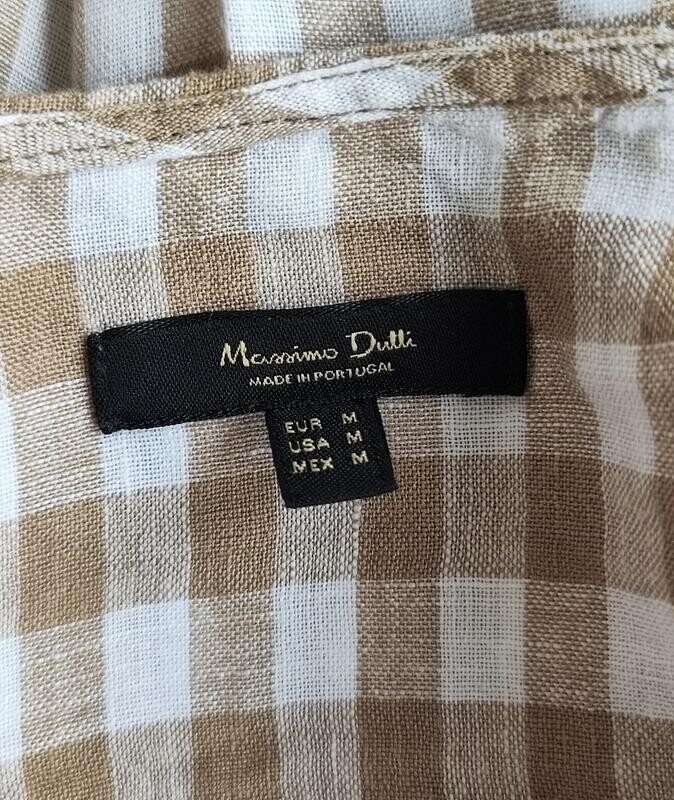 Massimo Dutti
MADE IN PORTUGAL
EUR M
USA M
MEX M